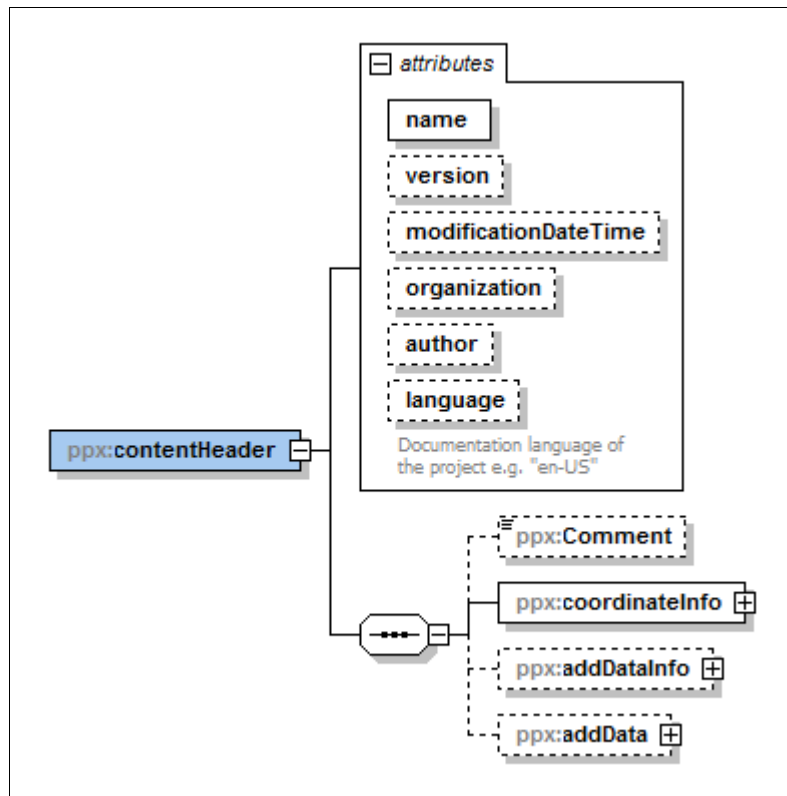 attributes
name
version
modificationDateTime
organization
author
language
Documentation language of
the project e.g. "en-US"
ppx:contentHeader
ppx:Comment
ppx:coordinateInfo
ppx:addDataInfo
ppx:addData